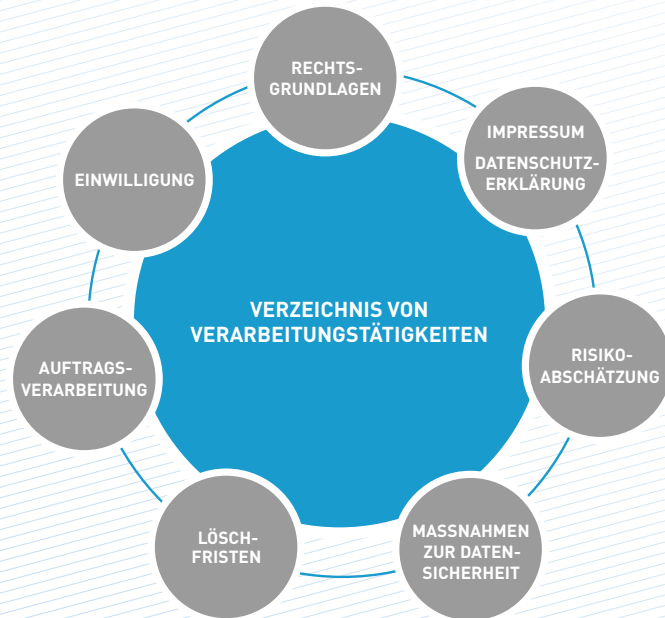 RECHTS-
GRUNDLAGEN
IMPRESSUM
DATENSCHUTZ-
ERKLÄRUNG
EINWILLIGUNG
VERZEICHNIS VON
VERARBEITUNGSTÄTIGKEITEN
RISIKO-
ABSCHÄTZUNG
AUFTRAGS-
VERARBEITUNG
MASSNAHMEN
ZUR DATEN-
SICHERHEIT
LÖSCH-
FRISTEN